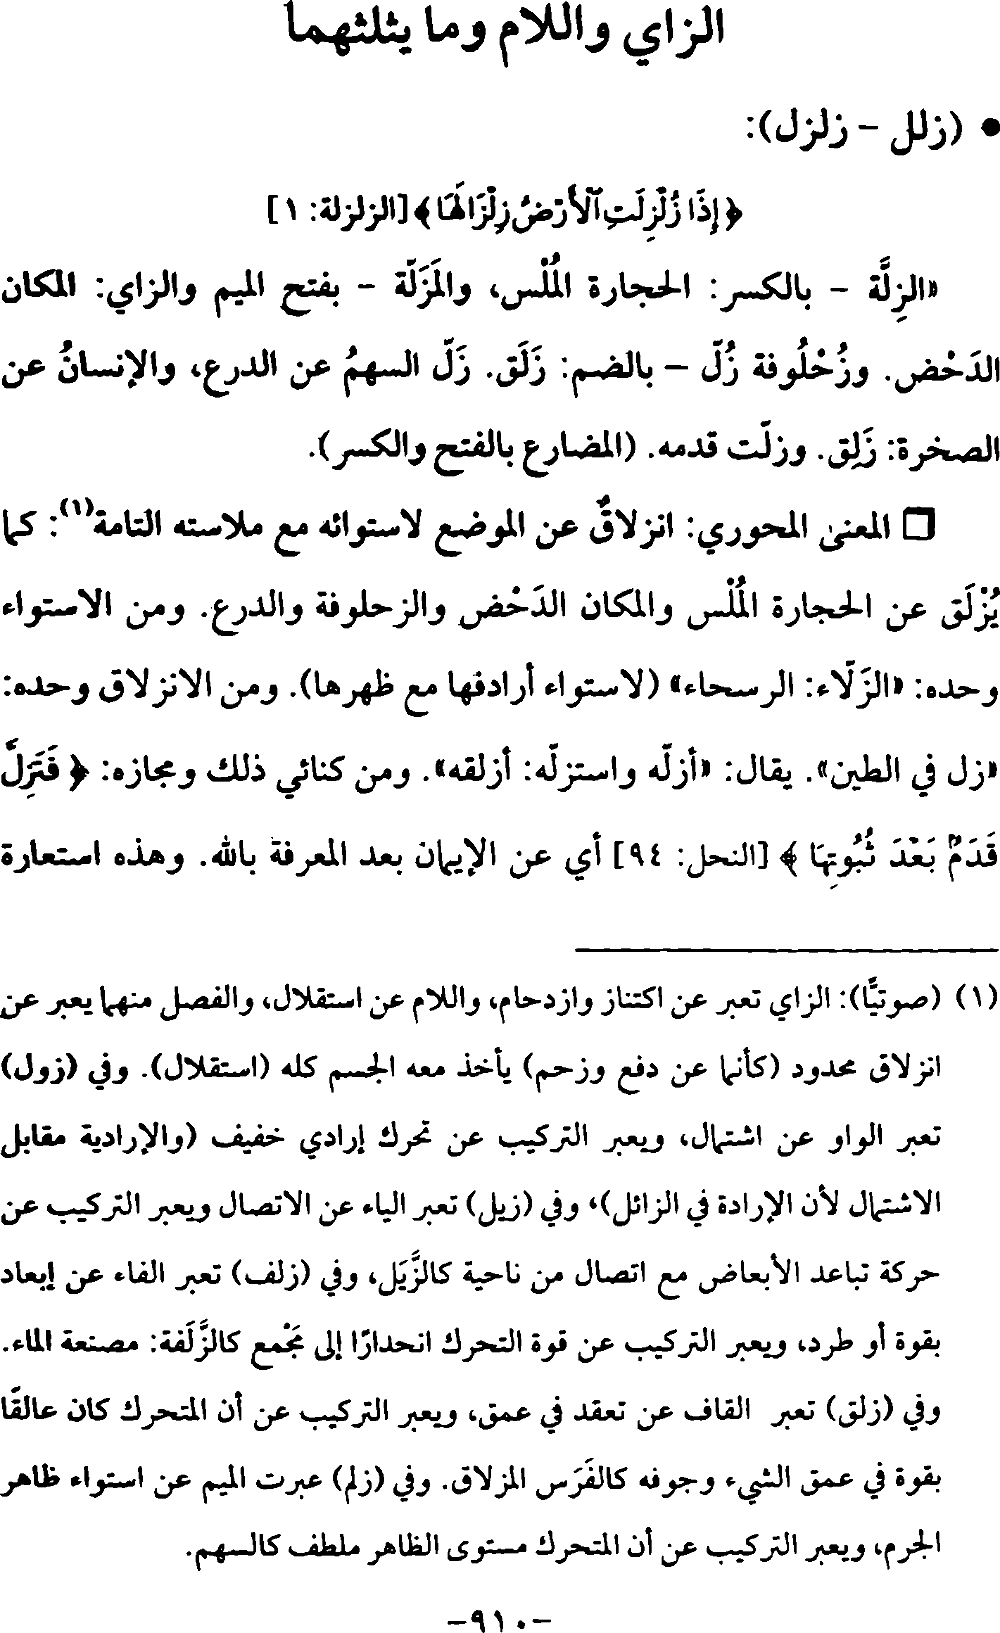 الزاي واللام وما يثلثهما
• (زلل - زلزل):
﴿إِذَا زُلْزِلَتِ ٱلْأَرْضُ زِلْزَالَهَا﴾ [الزلزلة: ١]
«الزِلَّة - بالكسر: الحجارة المُلْس، والمَزَلّة - بفتح الميم والزاي: المكان
الدَحْض. وزُحْلُوفة زُلّ - بالضم: زَلَق. زَلّ السهمُ عن الدرع، والإنسانُ عن
الصخرة: زَلِق. وزلّت قدمه. (المضارع بالفتح والكسر).
□ المعنى المحوري: انزلاقٌ عن الموضع لاستوائه مع ملاسته التامة(١): كما
يُزْلَق عن الحجارة المُلْس والمكان الدَحْض والزحلوفة والدرع. ومن الاستواء
وحده: «الزَلّاء: الرسحاء» (لاستواء أرادفها مع ظهرها). ومن الانزلاق وحده:
«زل في الطين». يقال: «أزلّه واستزلّه: أزلقه». ومن كنائي ذلك ومجازه: ﴿فَتَزِلَّ
قَدَمٌۢ بَعْدَ ثُبُوتِهَا﴾ [النحل: ٩٤] أي عن الإيمان بعد المعرفة بالله. وهذه استعارة
(١) (صوتيًّا): الزاي تعبر عن اكتناز وازدحام، واللام عن استقلال، والفصل منهما يعبر عن
انزلاق محدود (كأنما عن دفع وزحم) يأخذ معه الجسم كله (استقلال). وفي (زول)
تعبر الواو عن اشتمال، ويعبر التركيب عن تحرك إرادي خفيف (والإرادية مقابل
الاشتمال لأن الإرادة في الزائل)، وفي (زيل) تعبر الياء عن الاتصال ويعبر التركيب عن
حركة تباعد الأبعاض مع اتصال من ناحية كالزَّيَل، وفي (زلف) تعبر الفاء عن إبعاد
بقوة أو طرد، ويعبر التركيب عن قوة التحرك انحدارًا إلى مَجْمع كالزَّلَفة: مصنعة الماء.
وفي (زلق) تعبر القاف عن تعقد في عمق، ويعبر التركيب عن أن المتحرك كان عالقًا
بقوة في عمق الشيء وجوفه كالفَرَس المزلاق. وفي (زلم) عبرت الميم عن استواء ظاهر
الجرم، ويعبر التركيب عن أن المتحرك مستوى الظاهر ملطف كالسهم.
-٩١٠-